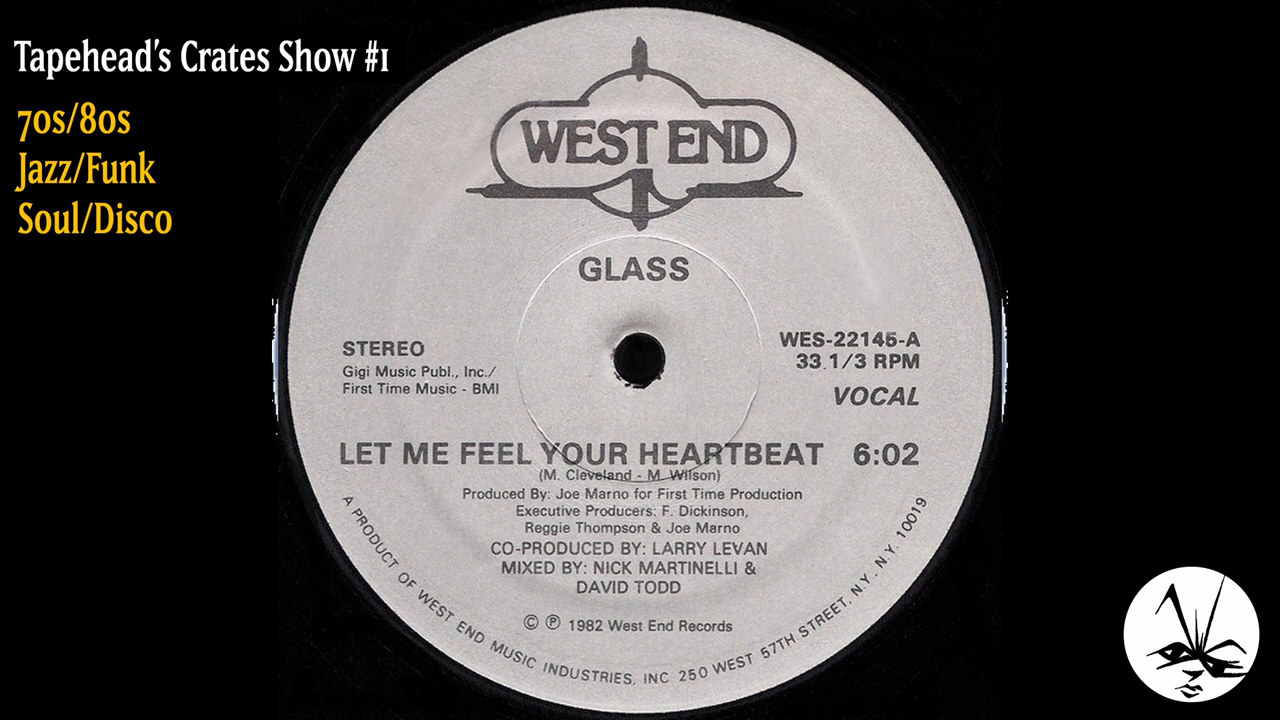 Tapehead's Crates Show #1
70s/80s
Jazz/Funk
Soul/Disco
WEST END
GLASS
STEREO
Gigi Music Publ., Inc./
First Time Music - BMI
WES-22145-A
33.1/3 RPM
VOCAL
LET ME FEEL YOUR HEARTBEAT 6:02
(M. Cleveland - M. Wilson)
Produced By: Joe Marno for First Time Production
Executive Producers: F. Dickinson,
Reggie Thompson & Joe Marno
CO-PRODUCED BY: LARRY LEVAN
MIXED BY: NICK MARTINELLI &
DAVID TODD
© ℗ 1982 West End Records
A PRODUCT OF WEST END MUSIC INDUSTRIES, INC 250 WEST 57TH STREET, N.Y., N.Y. 10019